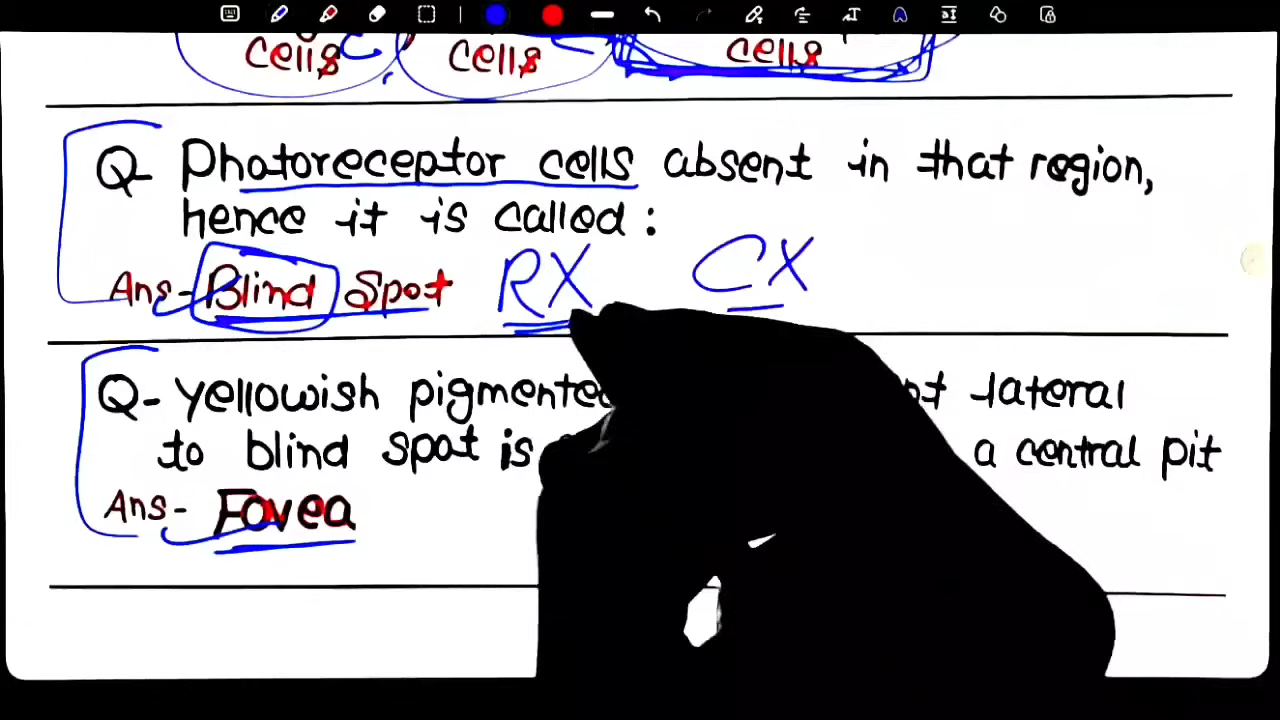 cells cells cells
Q- Photoreceptor cells absent in that region,
hence it is called :
Ans- Blind Spot RX CX
Q- Yellowish pigmented lateral
to blind spot is a central pit
Ans- Fovea